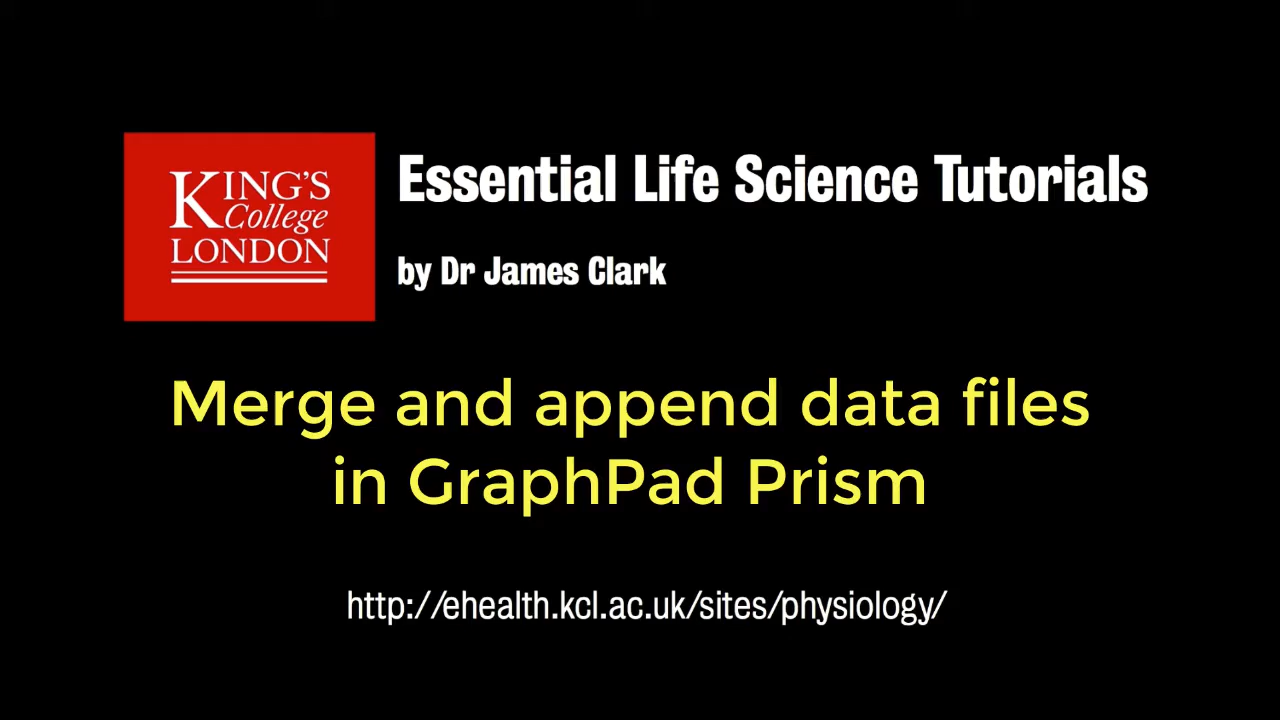 KING'S
College
LONDON
Essential Life Science Tutorials
by Dr James Clark
Merge and append data files
in GraphPad Prism
http://ehealth.kcl.ac.uk/sites/physiology/